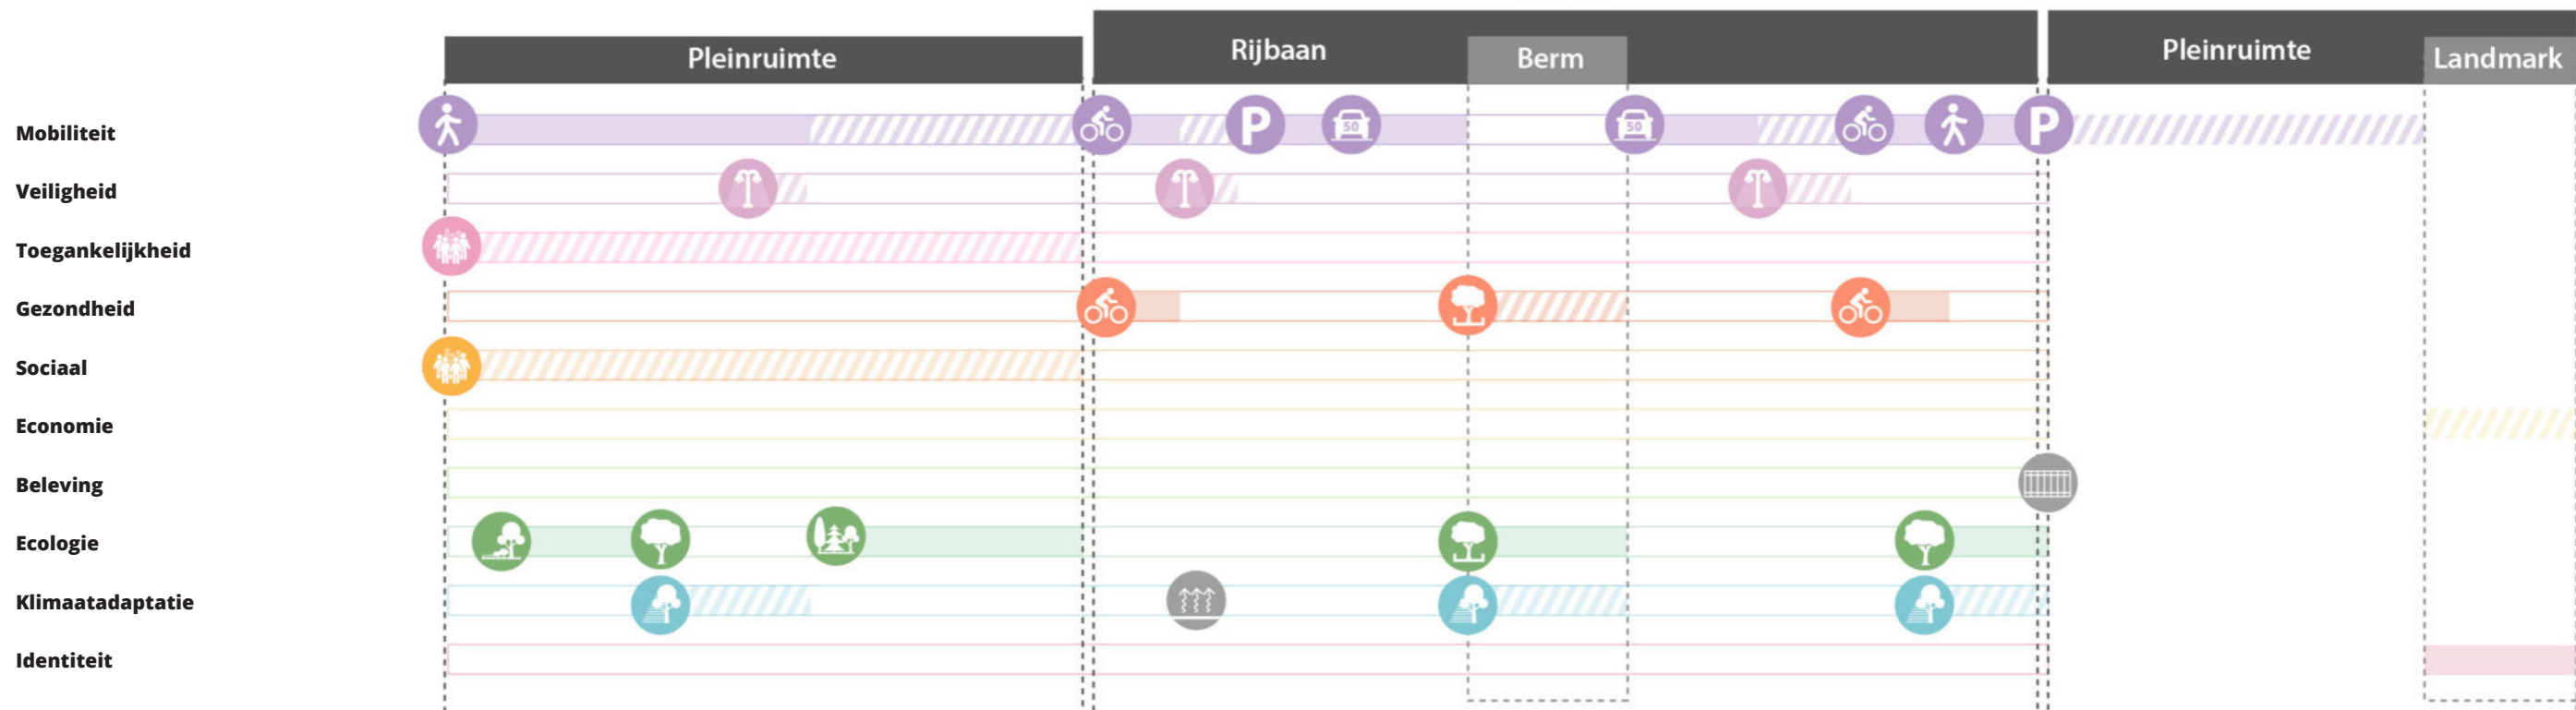 Pleinruimte
Rijbaan
Berm
Pleinruimte
Landmark
Mobiliteit
P
50
50
P
Veiligheid
Toegankelijkheid
Gezondheid
Sociaal
Economie
Beleving
Ecologie
Klimaatadaptatie
Identiteit